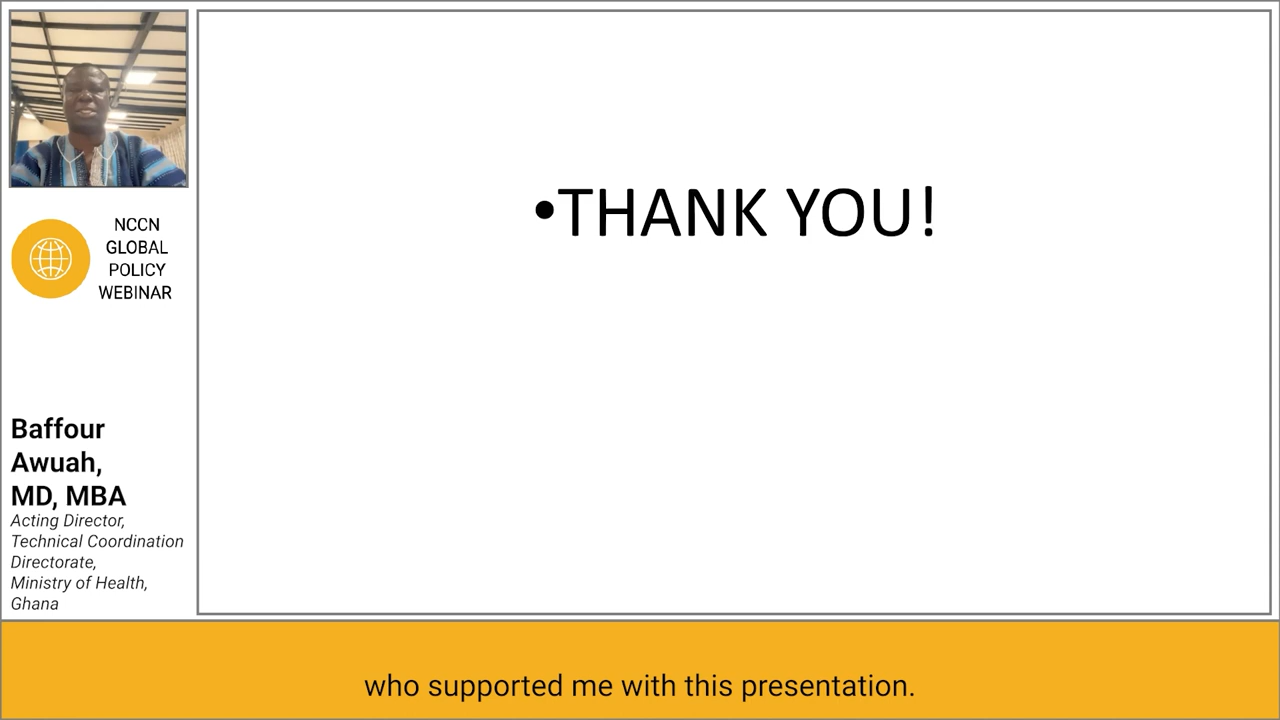 NCCN
GLOBAL
POLICY
WEBINAR
Baffour
Awuah,
MD, MBA
Acting Director,
Technical Coordination
Directorate,
Ministry of Health,
Ghana
•THANK YOU!
who supported me with this presentation.